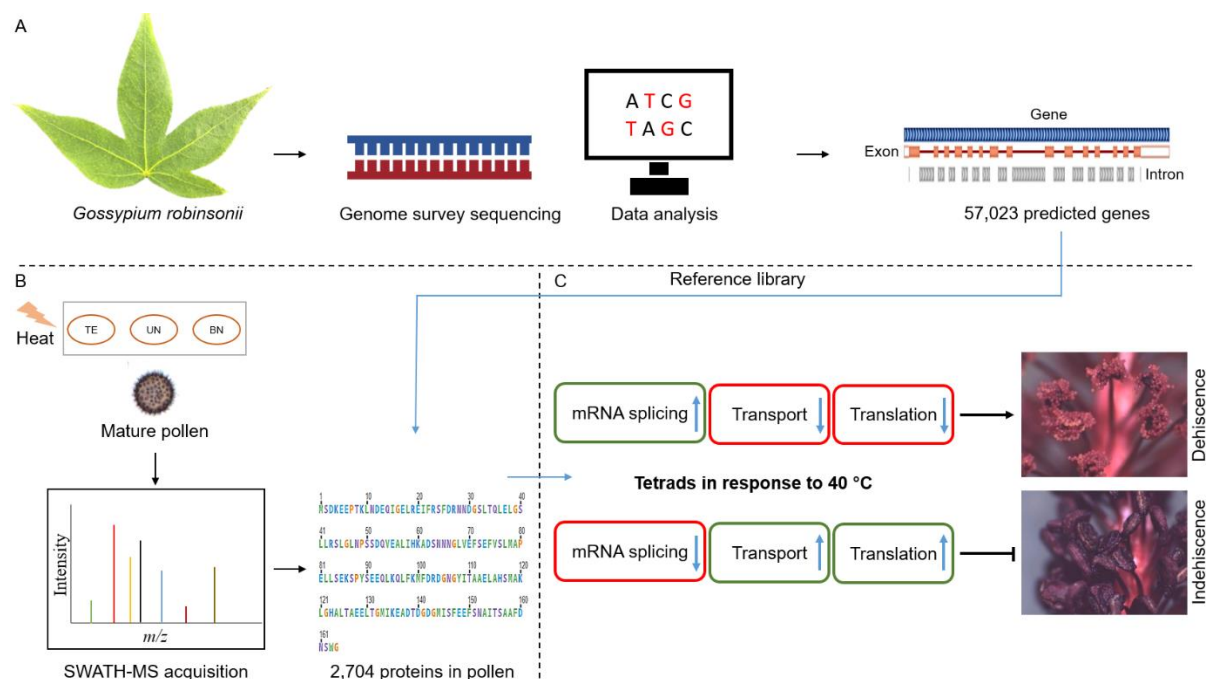 A
A T C G
T A G C
Gene
Exon
Intron
Gossypium robinsonii
Genome survey sequencing
Data analysis
57,023 predicted genes
Reference library
B
Heat
TE
UN
BN
Mature pollen
Intensity
m/z
SWATH-MS acquisition
1 10 20 30 40
MSDKEEPTKLNDEQIGELREIFRSFDRNNDGSLTQLELGS
41 50 60 70 80
LLRSLGLNPSSDQVEALIHKADSNNNGLVEFSEFVSLMAP
81 90 100 110 120
ELLSEKSPYSEEQLKQLFKMFDRDGNGYITAAELAHSMAK
121 130 140 150 160
LGHALTAEELTGMIKEADTDGDGMISFEEFSNAITSAAFD
161
NSWG
2,704 proteins in pollen
C
mRNA splicing
Transport
Translation
Dehiscence
Tetrads in response to 40 °C
mRNA splicing
Transport
Translation
Indehiscence